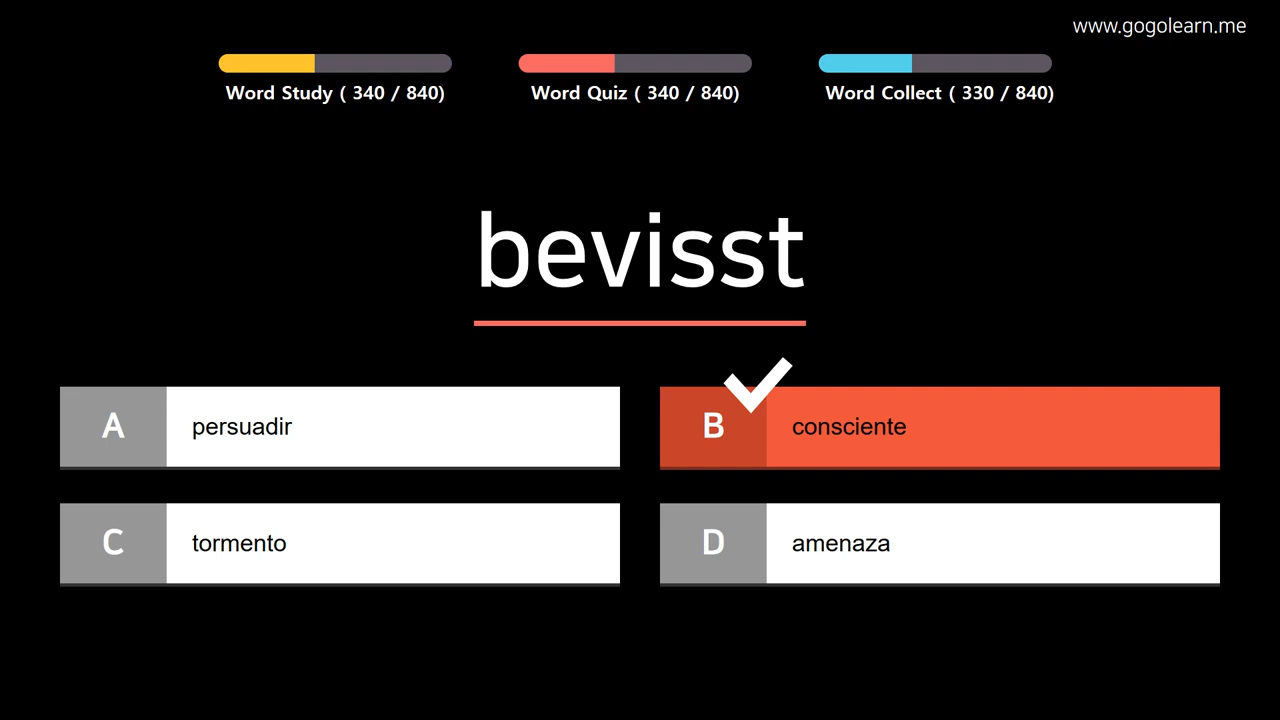 www.gogolearn.me
Word Study ( 340 / 840)
Word Quiz ( 340 / 840)
Word Collect ( 330 / 840)
bevisst
A persuadir
B consciente
C tormento
D amenaza